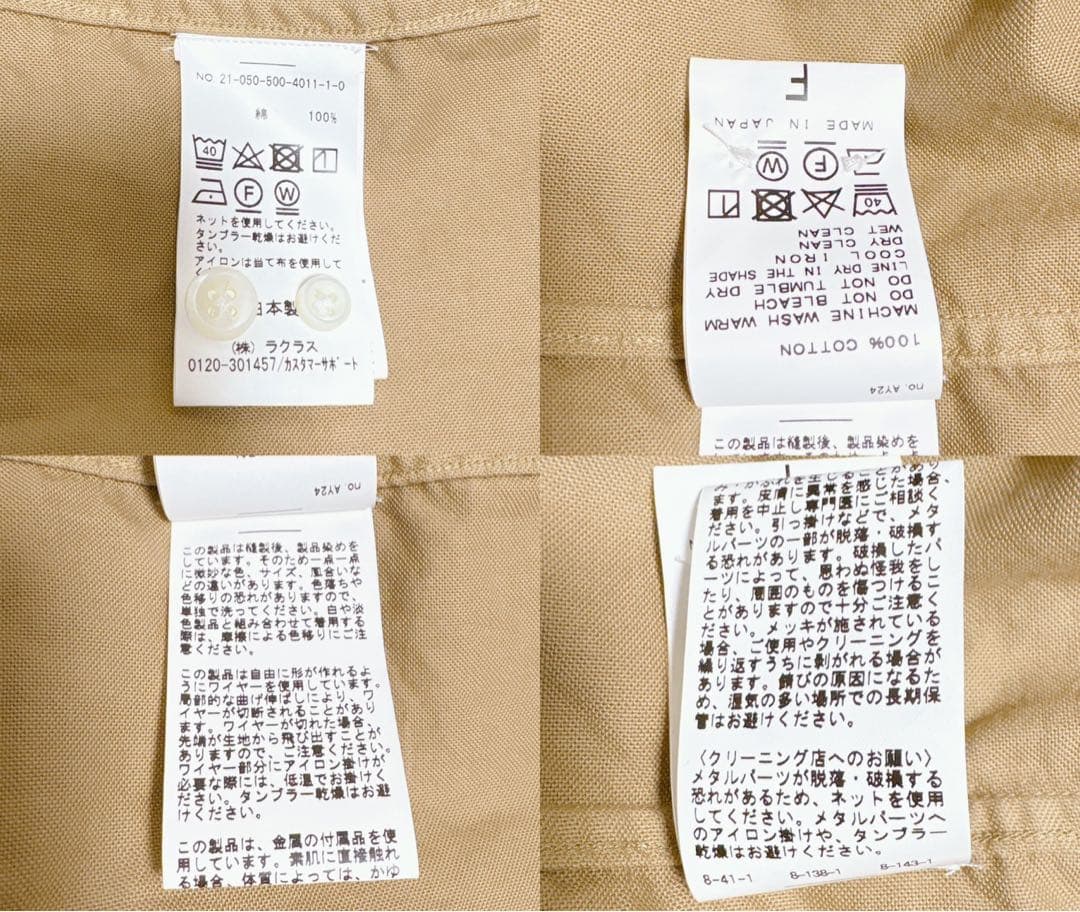 NO. 21-050-500-4011-1-0
綿 100%
40
F W
ネットを使用してください。
タンブラー乾燥はお避けくだ
さい。
アイロンは当て布を使用して
日本製
(株) ラクラス
0120-301457/カスタマーサポート
F
MADE IN JAPAN
W F
40
WET CLEAN
DRY CLEAN
COOL IRON
LINE DRY IN THE SHADE
DO NOT TUMBLE DRY
DO NOT BLEACH
MACHINE WASH WARM
100% COTTON
no. AY24
この製品は縫製後、製品染めを
no. AY24
この製品は縫製後、製品染めを
しています。そのため一点一点
に微妙な色、サイズ、風合いな
どの違いがあります。色落ちや
色移りの恐れがありますので、
単独で洗ってください。白や淡
色製品と組み合わせて着用する
際は、摩擦による色移りにご注
意ください。
この製品は自由に形が作れるよ
うにワイヤーを使用しています。
局部的な曲げ伸ばしにより、ワ
イヤーが切断されることがあり
ます。ワイヤーが切れた場合、
先端が生地から飛び出すことが
ありますので、ご注意ください。
ワイヤー部分にアイロン掛けが
必要な際には、低温でお掛けく
ださい。タンブラー乾燥はお避
けください。
この製品は、金属の付属品を使
用しています。素肌に直接触れ
る場合、体質によっては、かゆ
み・かぶれを生じることがあり
ます。皮膚に異常を感じた場合、
着用を中止し専門医にご相談く
ださい。引っ掛けなどで、メタ
ルパーツの一部が脱落・破損す
る恐れがあります。破損したパ
ーツによって、思わぬ怪我をし
たり、周囲のものを傷つけるこ
とがありますので十分ご注意く
ださい。メッキが施されている
場合、ご使用やクリーニングを
繰り返すうちに剥がれる場合が
あります。錆びの原因になるた
め、湿気の多い場所での長期保
管はお避けください。
〈クリーニング店へのお願い〉
メタルパーツが脱落・破損する
恐れがあるため、ネットを使用
してください。メタルパーツへ
のアイロン掛けや、タンブラー
乾燥はお避けください。
8-41-1 8-138-1 8-143-1